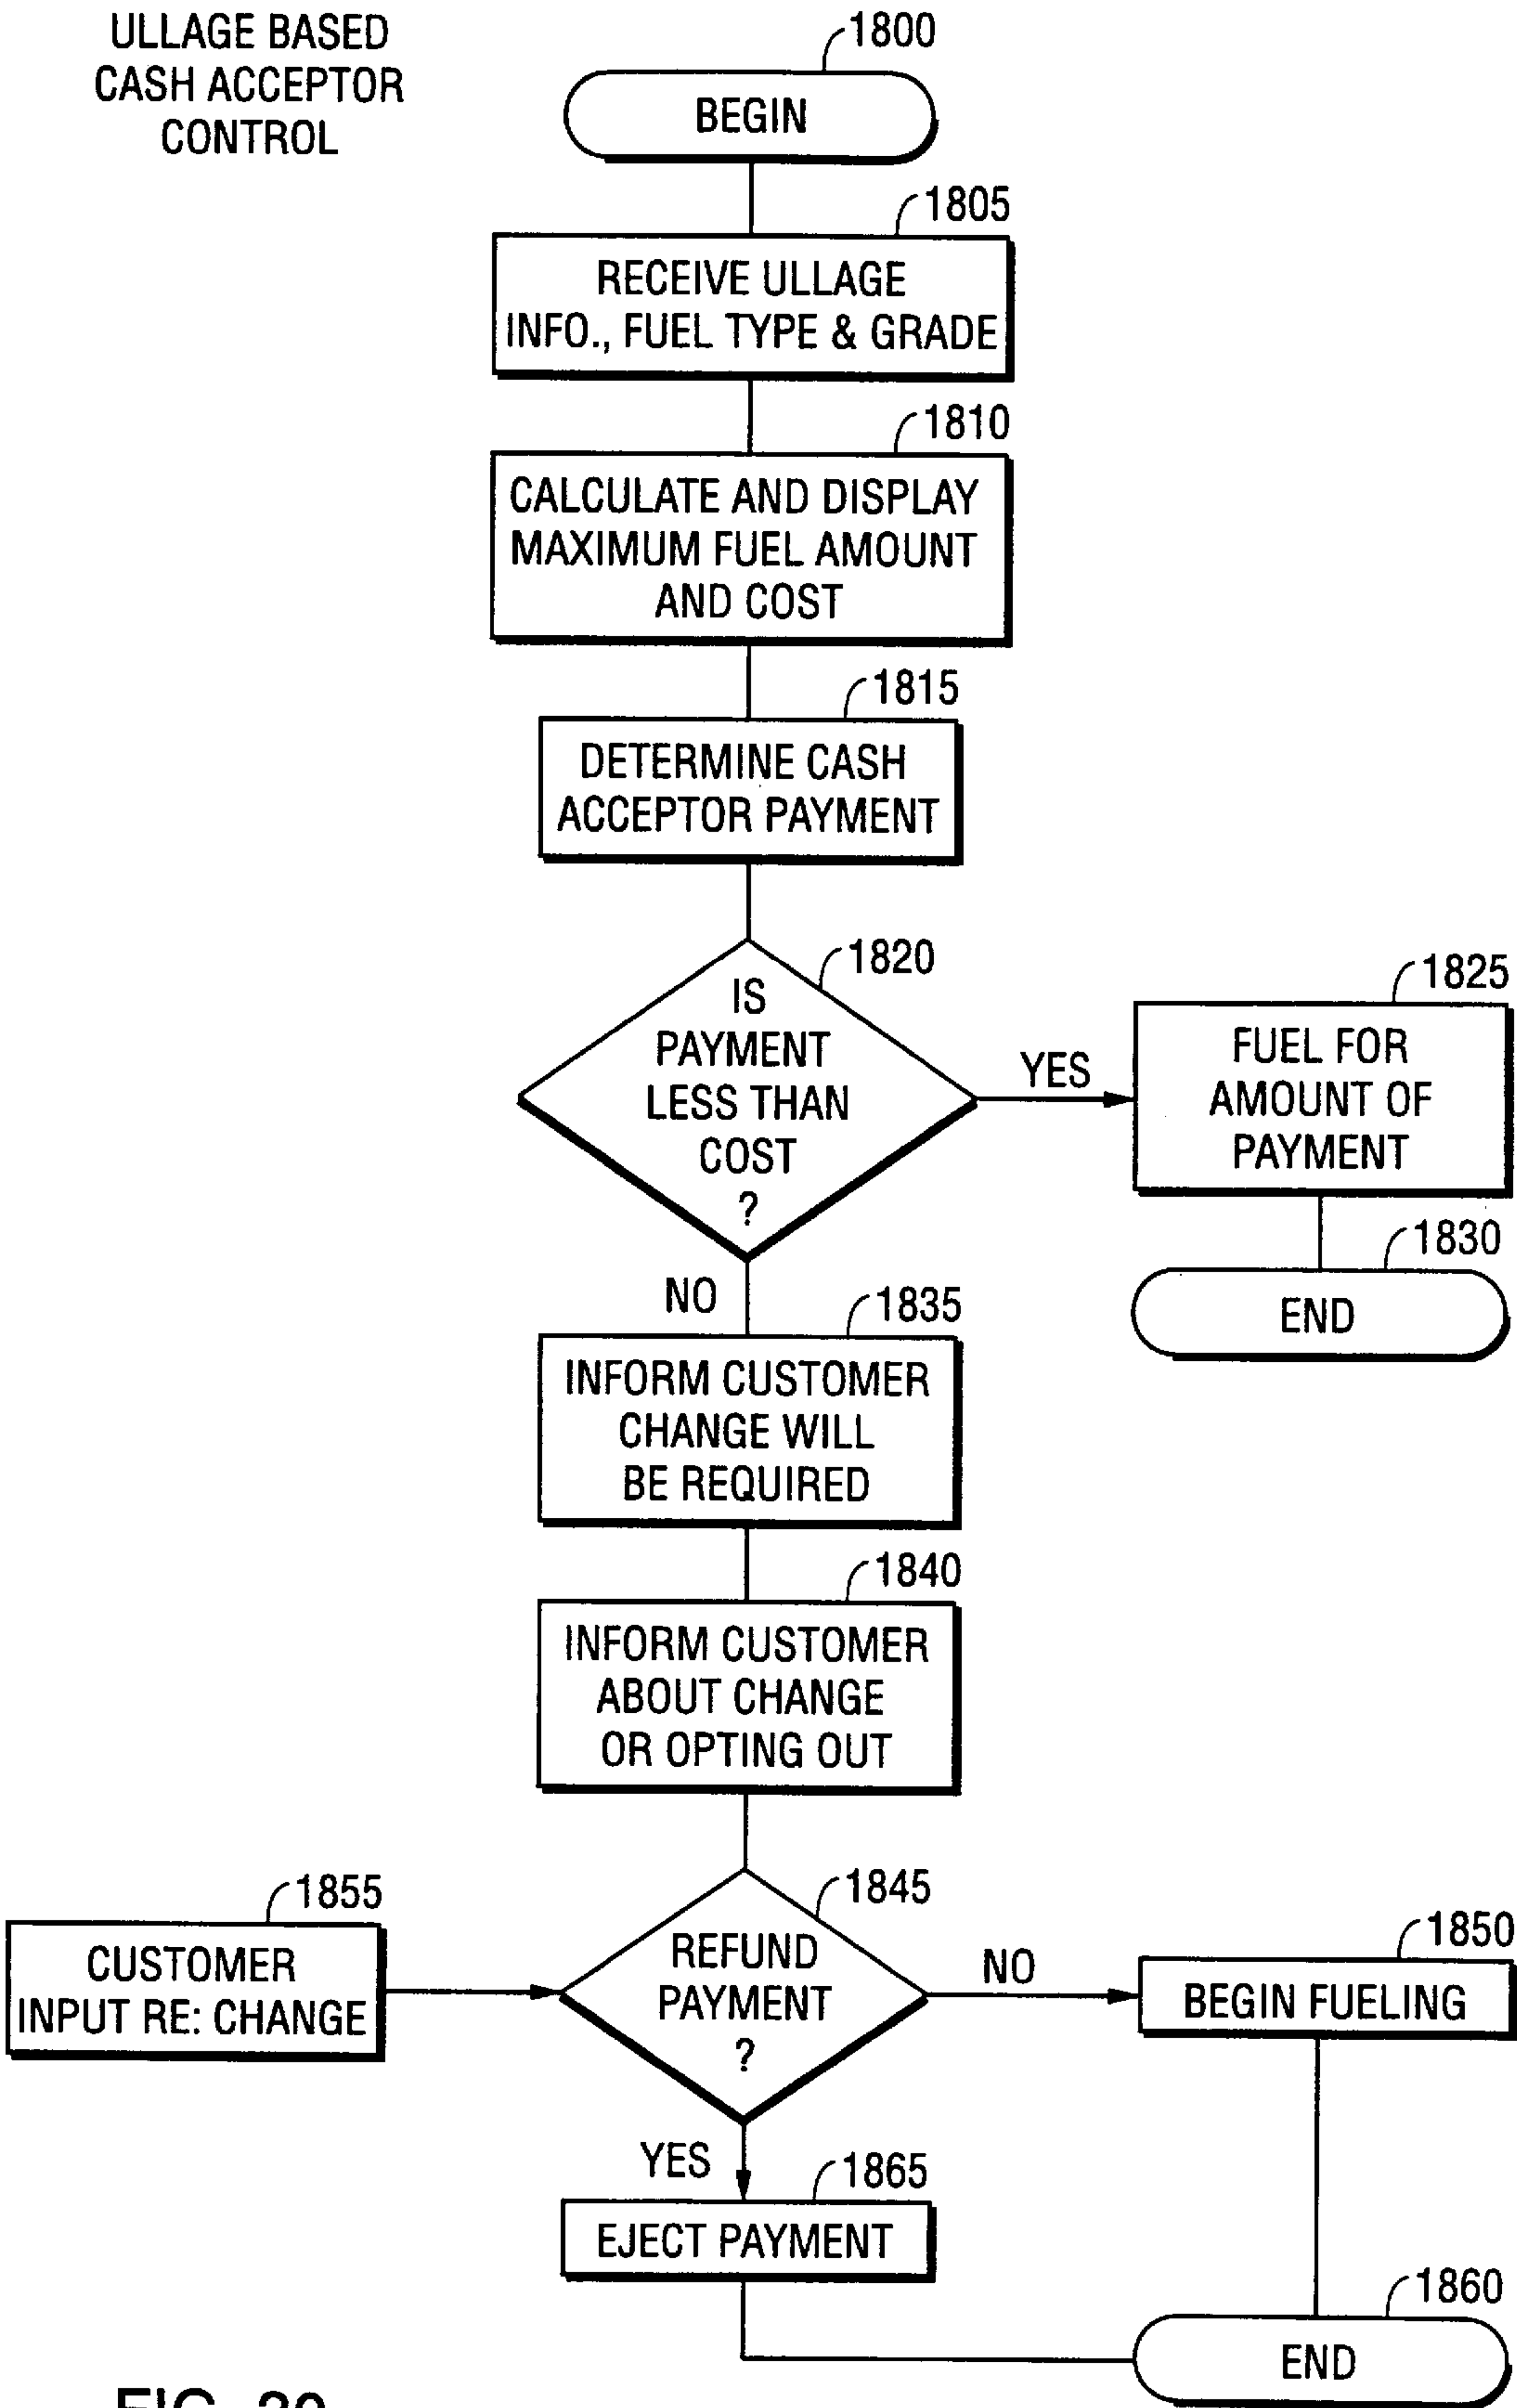 ULLAGE BASED
CASH ACCEPTOR
CONTROL
1800
BEGIN
1805
RECEIVE ULLAGE
INFO., FUEL TYPE & GRADE
1810
CALCULATE AND DISPLAY
MAXIMUM FUEL AMOUNT
AND COST
1815
DETERMINE CASH
ACCEPTOR PAYMENT
1820
IS
PAYMENT
LESS THAN
COST
?
YES
1825
FUEL FOR
AMOUNT OF
PAYMENT
1830
END
NO
1835
INFORM CUSTOMER
CHANGE WILL
BE REQUIRED
1840
INFORM CUSTOMER
ABOUT CHANGE
OR OPTING OUT
1855
CUSTOMER
INPUT RE: CHANGE
1845
REFUND
PAYMENT
?
NO
1850
BEGIN FUELING
YES
1865
EJECT PAYMENT
1860
END